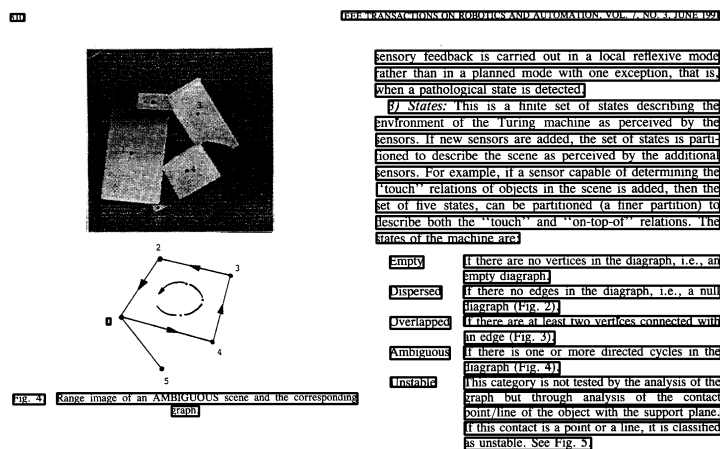 610
IEEE TRANSACTIONS ON ROBOTICS AND AUTOMATION, VOL. 7, NO. 3, JUNE 1991
2
3
4
5
Fig. 4. Range image of an AMBIGUOUS scene and the corresponding
graph.
sensory feedback is carried out in a local reflexive mode
rather than in a planned mode with one exception, that is,
when a pathological state is detected.
3) States: This is a finite set of states describing the
environment of the Turing machine as perceived by the
sensors. If new sensors are added, the set of states is parti-
tioned to describe the scene as perceived by the additional
sensors. For example, if a sensor capable of determining the
"touch" relations of objects in the scene is added, then the
set of five states, can be partitioned (a finer partition) to
describe both the "touch" and "on-top-of" relations. The
states of the machine are:
Empty If there are no vertices in the diagraph, i.e., an
empty diagraph.
Dispersed If there no edges in the diagraph, i.e., a null
diagraph (Fig. 2).
Overlapped If there are at least two vertices connected with
an edge (Fig. 3).
Ambiguous If there is one or more directed cycles in the
diagraph (Fig. 4).
Unstable This category is not tested by the analysis of the
graph but through analysis of the contact
point/line of the object with the support plane.
If this contact is a point or a line, it is classified
as unstable. See Fig. 5.